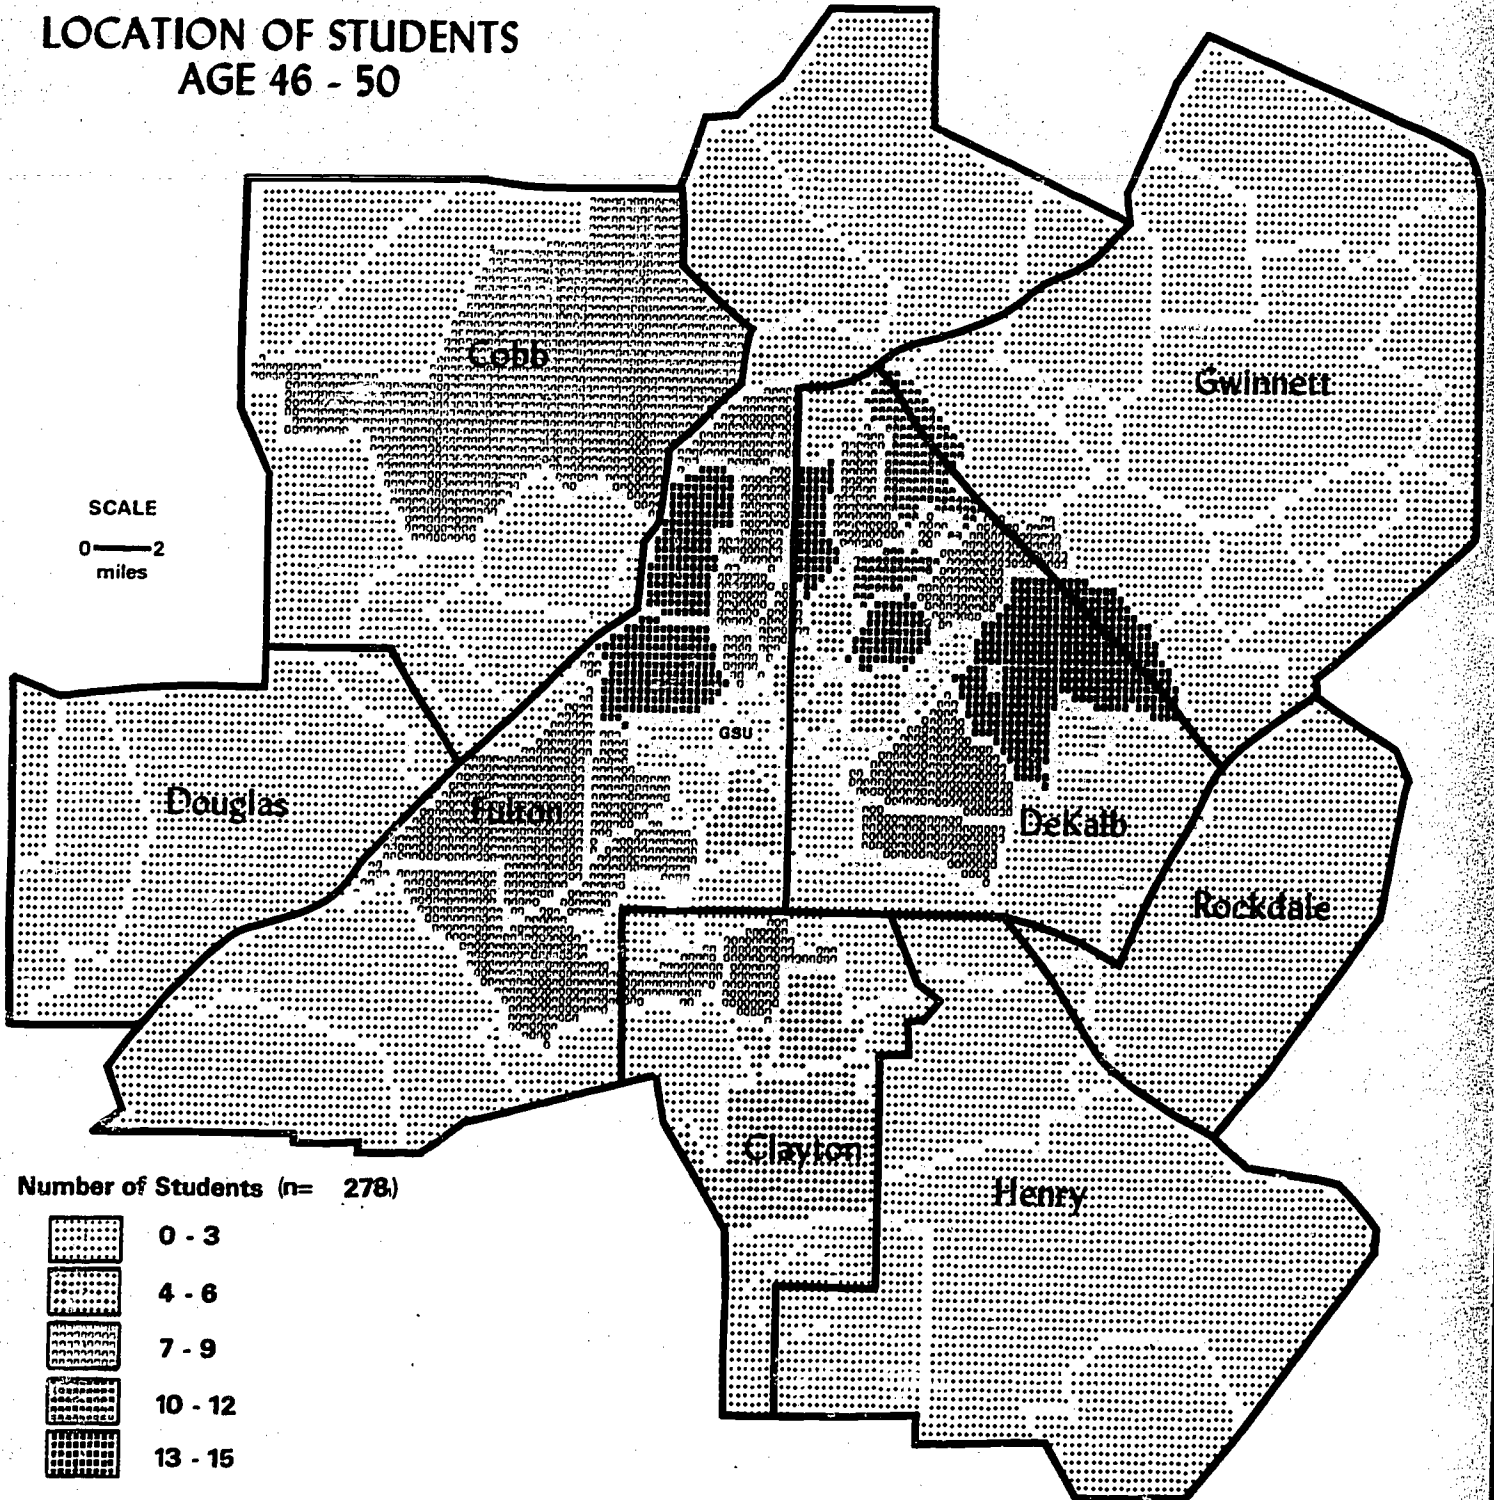 LOCATION OF STUDENTS
AGE 46 - 50
Cobb
Gwinnett
SCALE
0 2
miles
GSU
Douglas
Fulton
DeKalb
Rockdale
Clayton
Henry
Number of Students (n= 278)
0 - 3
4 - 6
7 - 9
10 - 12
13 - 15